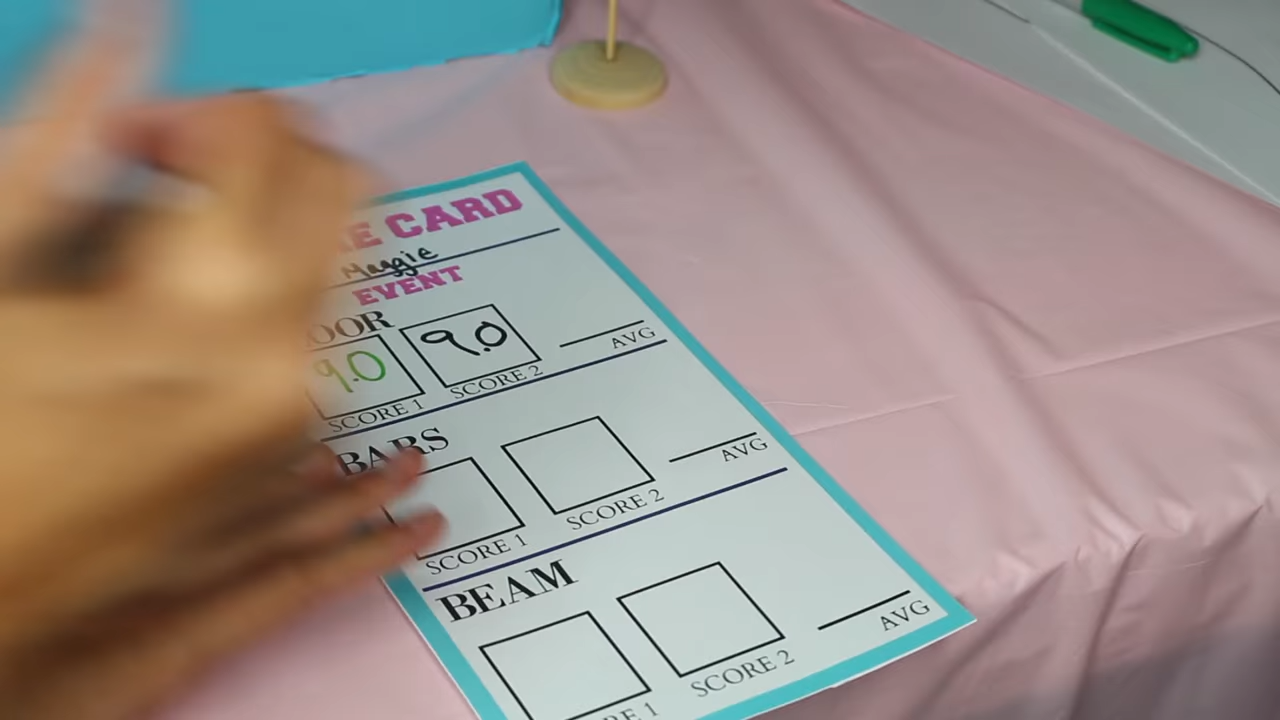 CARD
Maggie
EVENT
9.0 9.0 AVG
SCORE 1 SCORE 2
BARS
AVG
SCORE 1 SCORE 2
BEAM
AVG
SCORE 2